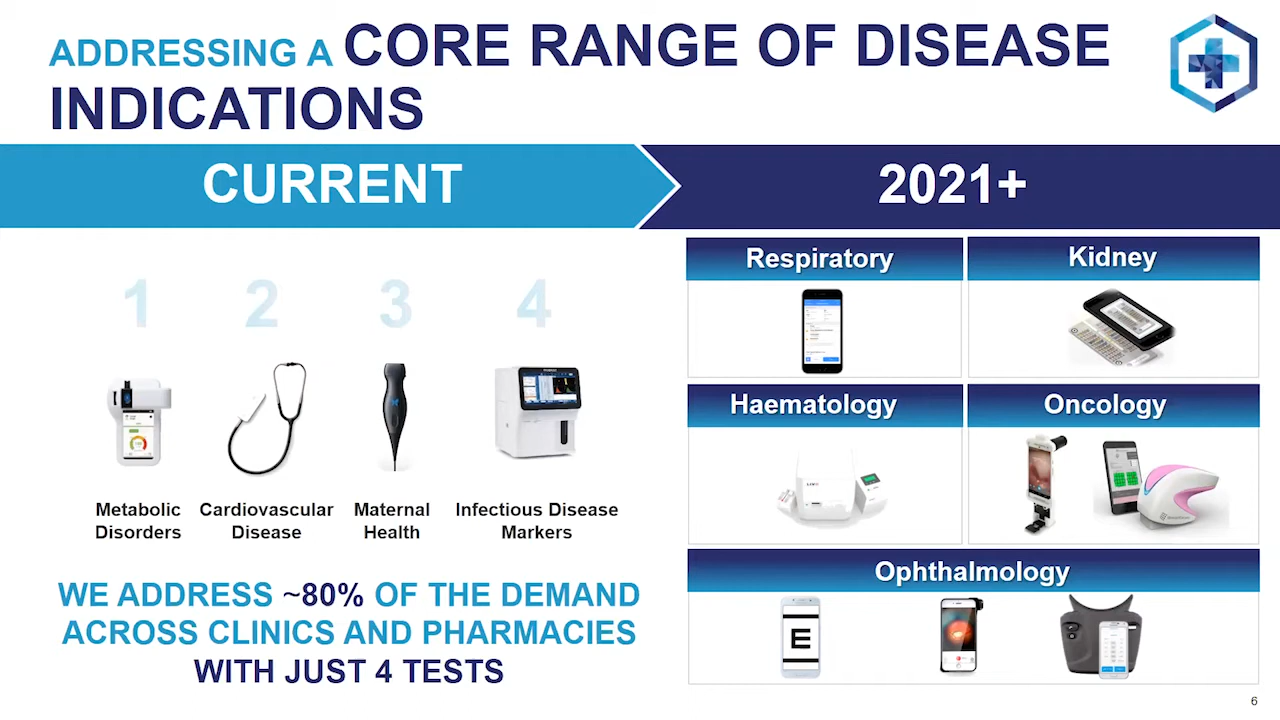 ADDRESSING A CORE RANGE OF DISEASE
INDICATIONS
CURRENT
2021+
1
2
3
4
Metabolic
Disorders
Cardiovascular
Disease
Maternal
Health
Infectious Disease
Markers
WE ADDRESS ~80% OF THE DEMAND
ACROSS CLINICS AND PHARMACIES
WITH JUST 4 TESTS
Respiratory
Kidney
Haematology
Oncology
Ophthalmology
E
6